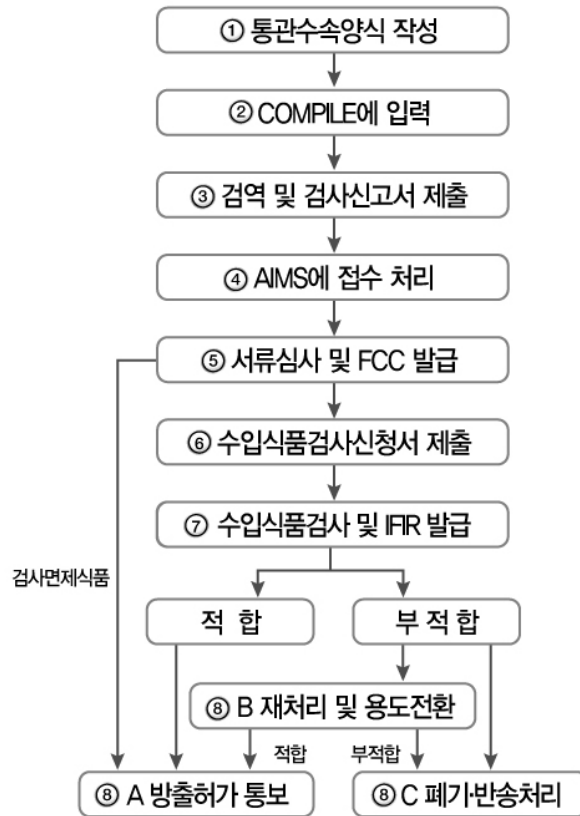 ① 통관수속양식 작성
② COMPILE에 입력
③ 검역 및 검사신고서 제출
④ AIMS에 접수 처리
⑤ 서류심사 및 FCC 발급
⑥ 수입식품검사신청서 제출
⑦ 수입식품검사 및 IFIR 발급
검사면제식품
적 합
부 적 합
⑧ B 재처리 및 용도전환
적합
부적합
⑧ A 방출허가 통보
⑧ C 폐기·반송처리